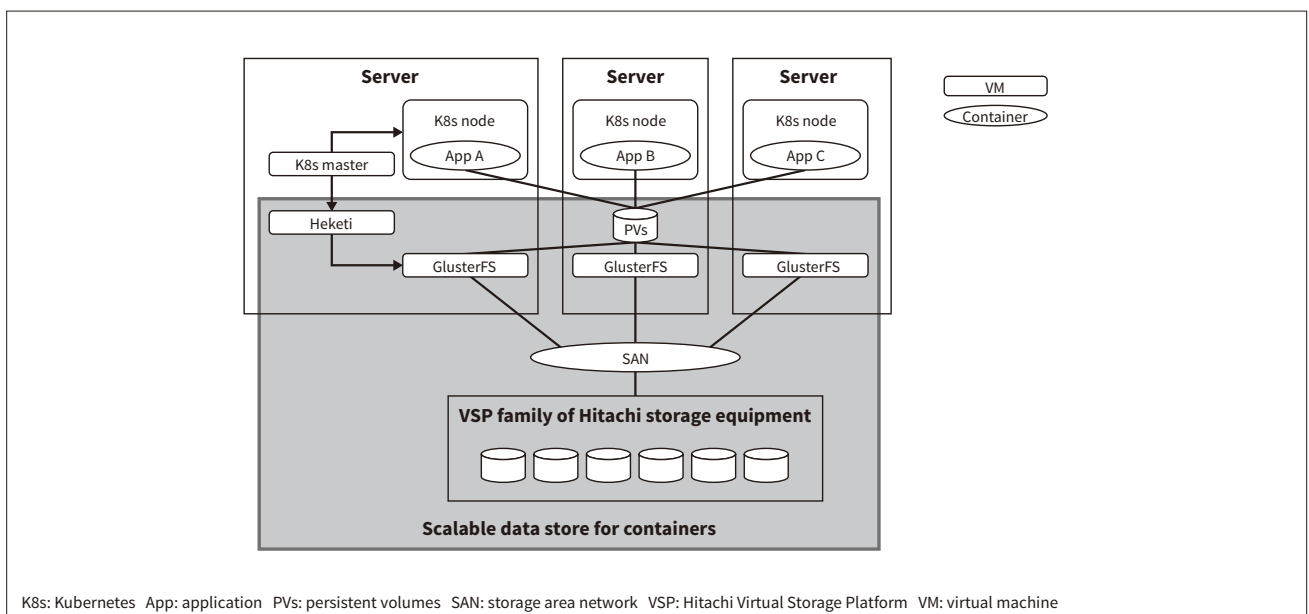 Server
Server
Server
VM
Container
K8s node
K8s node
K8s node
App A
App B
App C
K8s master
Heketi
PVs
GlusterFS
GlusterFS
GlusterFS
SAN
VSP family of Hitachi storage equipment
Scalable data store for containers
K8s: Kubernetes App: application PVs: persistent volumes SAN: storage area network VSP: Hitachi Virtual Storage Platform VM: virtual machine